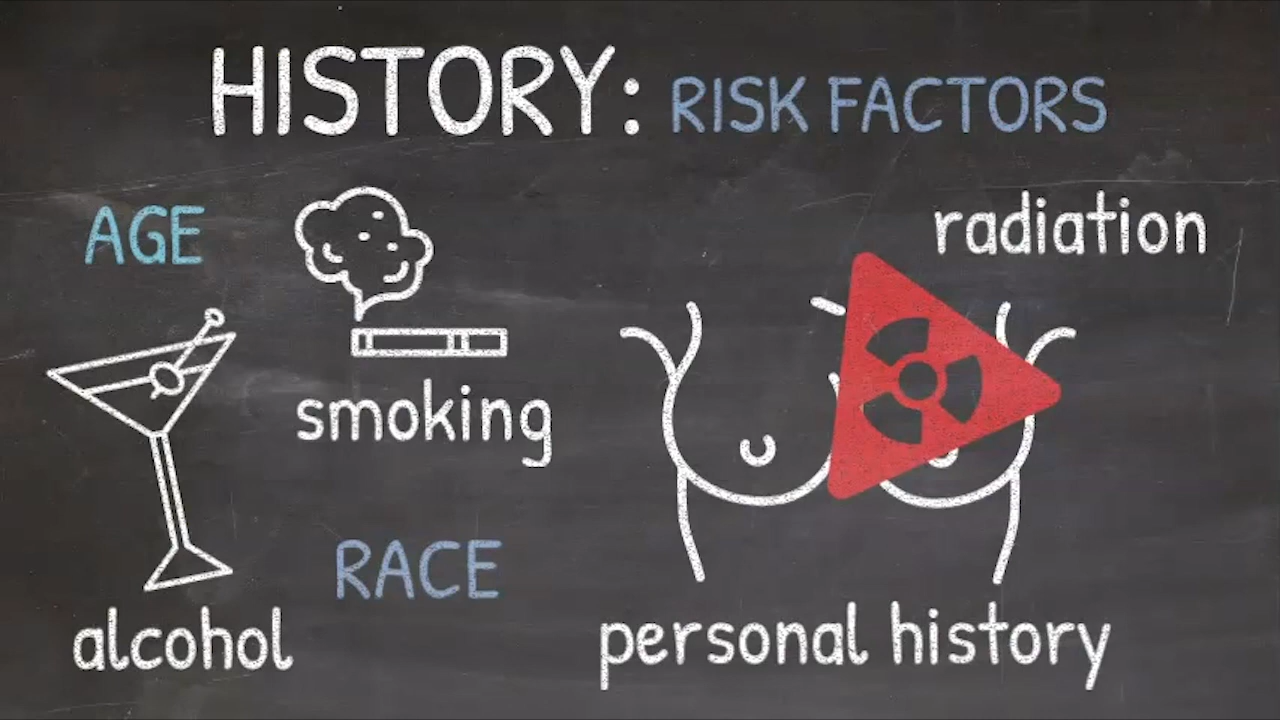 HISTORY: RISK FACTORS
AGE
radiation
smoking
RACE
alcohol
personal history